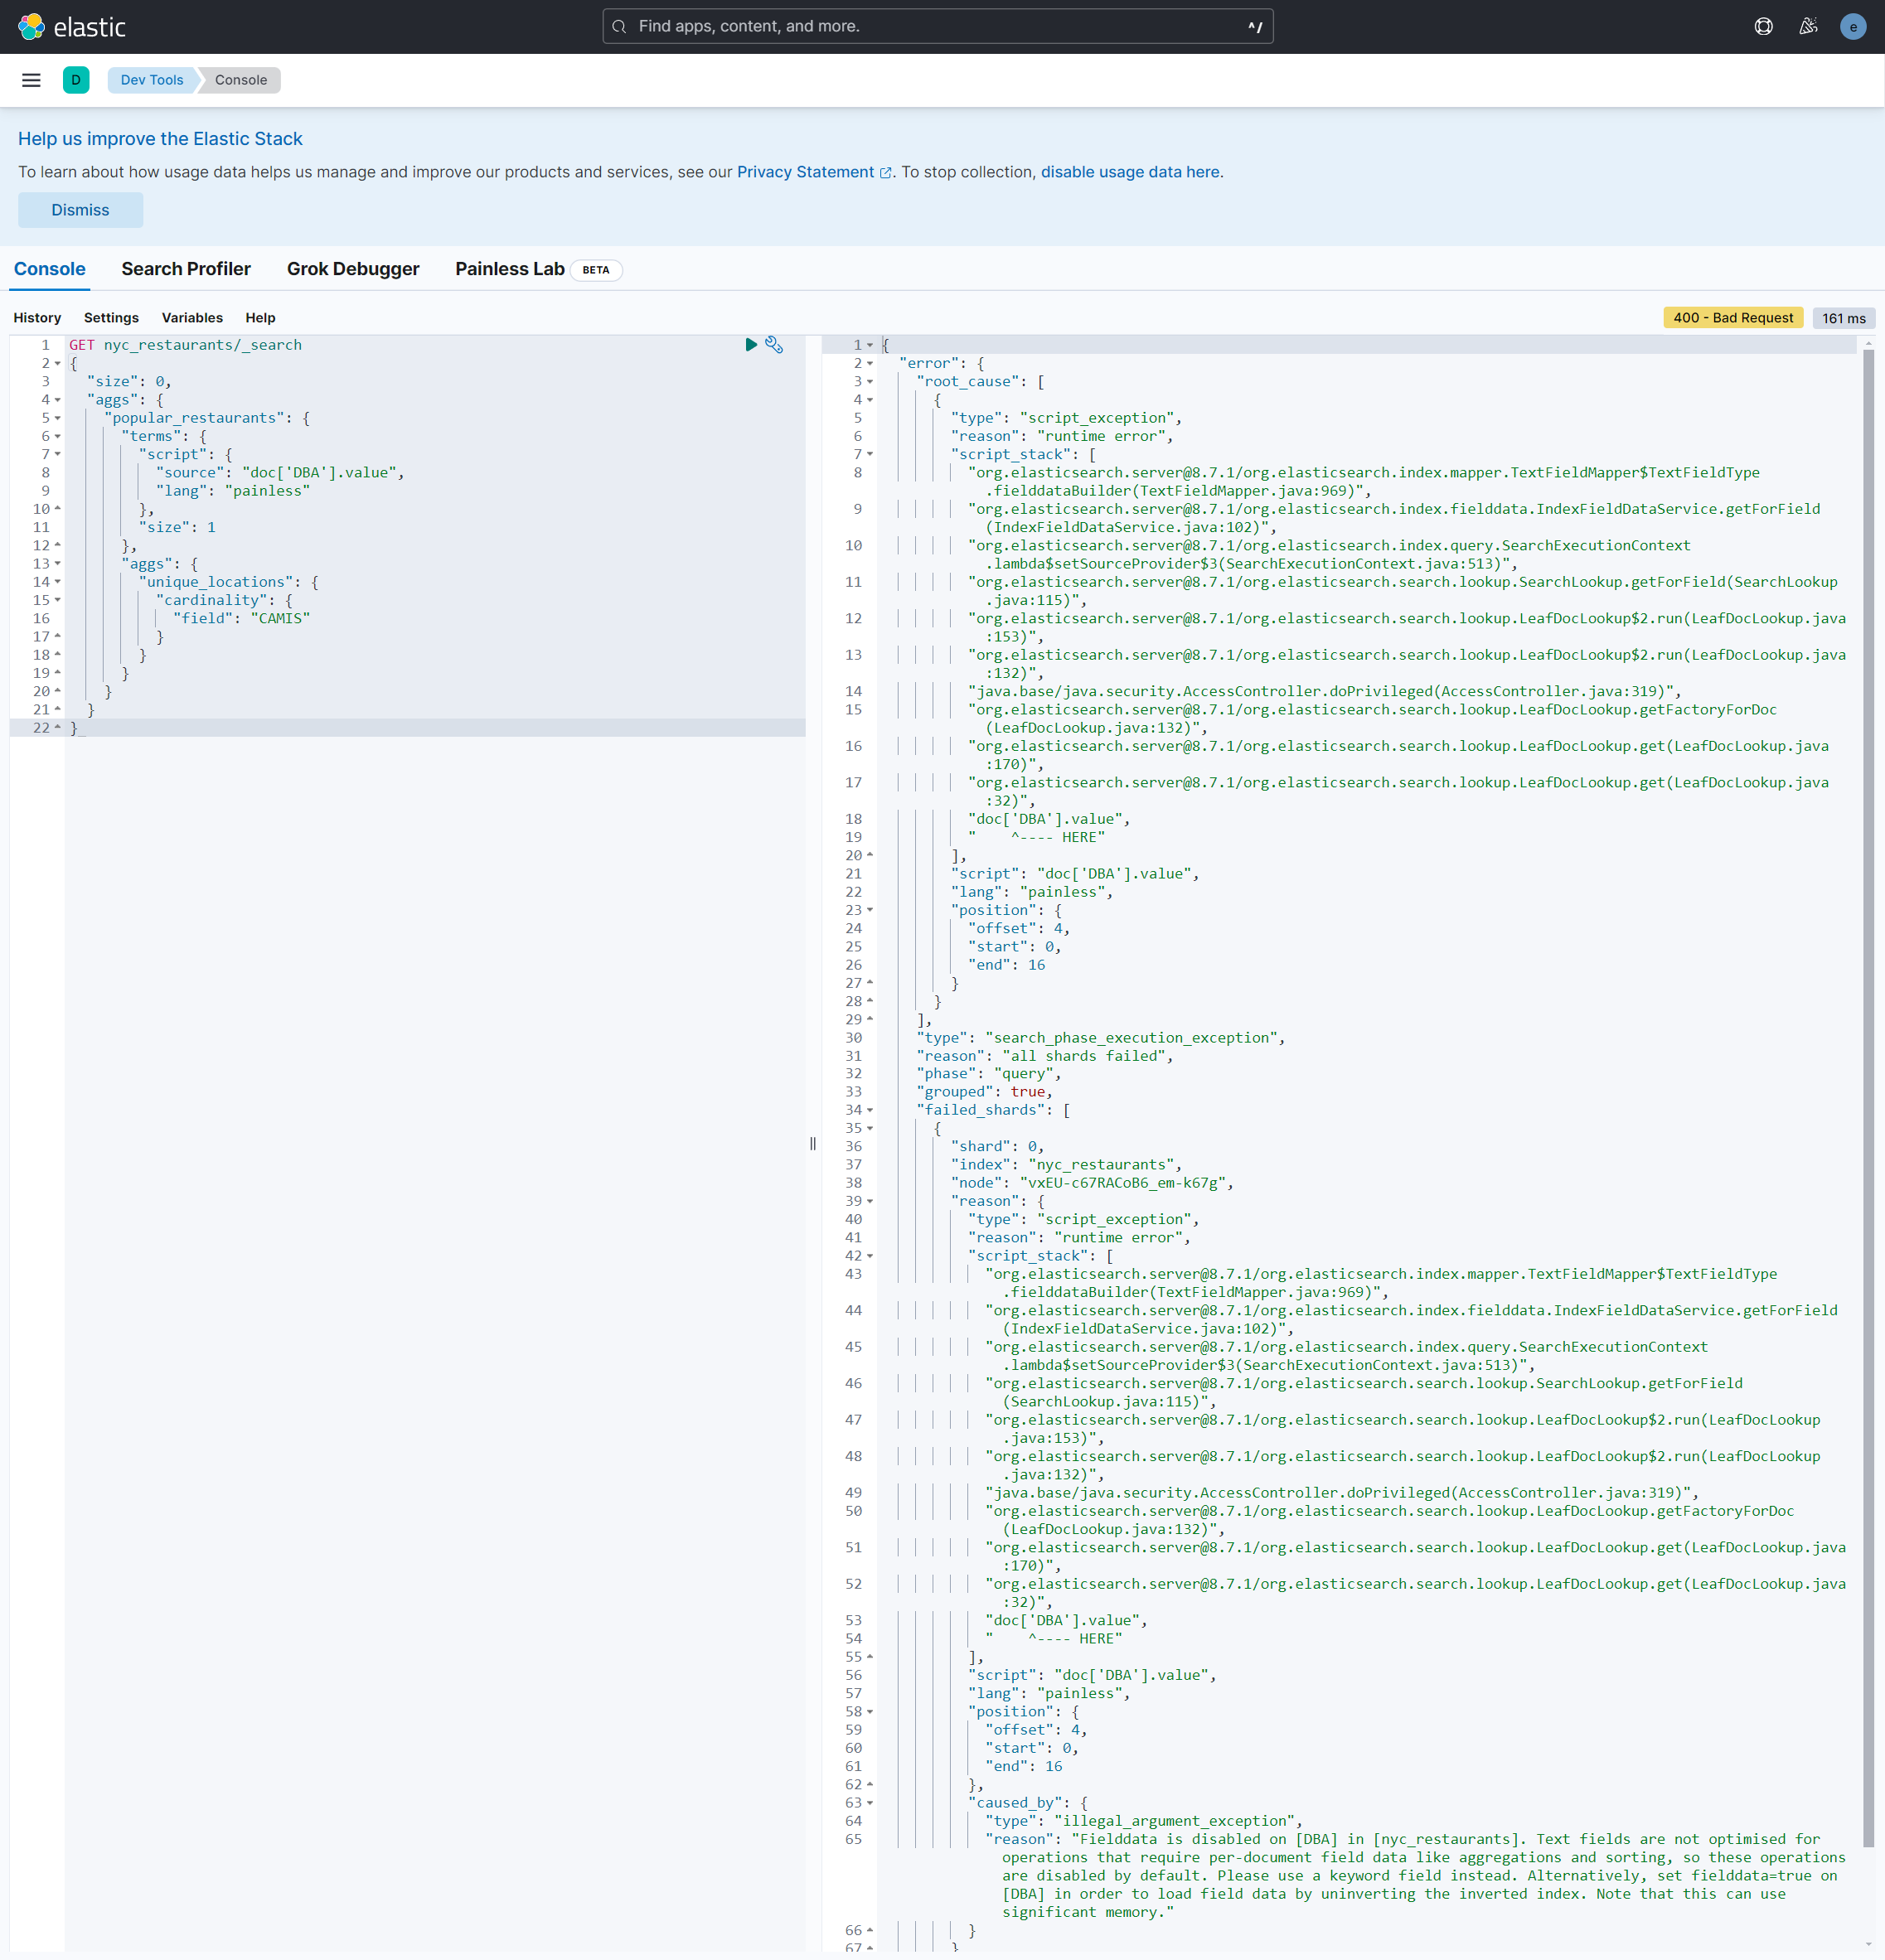 elastic
Find apps, content, and more.
^/
e
D
Dev Tools
Console
Help us improve the Elastic Stack
To learn about how usage data helps us manage and improve our products and services, see our Privacy Statement. To stop collection, disable usage data here.
Dismiss
Console
Search Profiler
Grok Debugger
Painless Lab
BETA
History
Settings
Variables
Help
400 - Bad Request
161 ms
1 GET nyc_restaurants/_search
2 {
3 "size": 0,
4 "aggs": {
5 "popular_restaurants": {
6 "terms": {
7 "script": {
8 "source": "doc['DBA'].value",
9 "lang": "painless"
10 },
11 "size": 1
12 },
13 "aggs": {
14 "unique_locations": {
15 "cardinality": {
16 "field": "CAMIS"
17 }
18 }
19 }
20 }
21 }
22 }
1 {
2 "error": {
3 "root_cause": [
4 {
5 "type": "script_exception",
6 "reason": "runtime error",
7 "script_stack": [
8 "org.elasticsearch.server@8.7.1/org.elasticsearch.index.mapper.TextFieldMapper$TextFieldType
.fielddataBuilder(TextFieldMapper.java:969)",
9 "org.elasticsearch.server@8.7.1/org.elasticsearch.index.fielddata.IndexFieldDataService.getForField
(IndexFieldDataService.java:102)",
10 "org.elasticsearch.server@8.7.1/org.elasticsearch.index.query.SearchExecutionContext
.lambda$setSourceProvider$3(SearchExecutionContext.java:513)",
11 "org.elasticsearch.server@8.7.1/org.elasticsearch.search.lookup.SearchLookup.getForField(SearchLookup
.java:115)",
12 "org.elasticsearch.server@8.7.1/org.elasticsearch.search.lookup.LeafDocLookup$2.run(LeafDocLookup.java
:153)",
13 "org.elasticsearch.server@8.7.1/org.elasticsearch.search.lookup.LeafDocLookup$2.run(LeafDocLookup.java
:132)",
14 "java.base/java.security.AccessController.doPrivileged(AccessController.java:319)",
15 "org.elasticsearch.server@8.7.1/org.elasticsearch.search.lookup.LeafDocLookup.getFactoryForDoc
(LeafDocLookup.java:132)",
16 "org.elasticsearch.server@8.7.1/org.elasticsearch.search.lookup.LeafDocLookup.get(LeafDocLookup.java
:170)",
17 "org.elasticsearch.server@8.7.1/org.elasticsearch.search.lookup.LeafDocLookup.get(LeafDocLookup.java
:32)",
18 "doc['DBA'].value",
19 " ^---- HERE"
20 ],
21 "script": "doc['DBA'].value",
22 "lang": "painless",
23 "position": {
24 "offset": 4,
25 "start": 0,
26 "end": 16
27 }
28 }
29 ],
30 "type": "search_phase_execution_exception",
31 "reason": "all shards failed",
32 "phase": "query",
33 "grouped": true,
34 "failed_shards": [
35 {
36 "shard": 0,
37 "index": "nyc_restaurants",
38 "node": "vxEU-c67RACoB6_em-k67g",
39 "reason": {
40 "type": "script_exception",
41 "reason": "runtime error",
42 "script_stack": [
43 "org.elasticsearch.server@8.7.1/org.elasticsearch.index.mapper.TextFieldMapper$TextFieldType
.fielddataBuilder(TextFieldMapper.java:969)",
44 "org.elasticsearch.server@8.7.1/org.elasticsearch.index.fielddata.IndexFieldDataService.getForField
(IndexFieldDataService.java:102)",
45 "org.elasticsearch.server@8.7.1/org.elasticsearch.index.query.SearchExecutionContext
.lambda$setSourceProvider$3(SearchExecutionContext.java:513)",
46 "org.elasticsearch.server@8.7.1/org.elasticsearch.search.lookup.SearchLookup.getForField
(SearchLookup.java:115)",
47 "org.elasticsearch.server@8.7.1/org.elasticsearch.search.lookup.LeafDocLookup$2.run(LeafDocLookup
.java:153)",
48 "org.elasticsearch.server@8.7.1/org.elasticsearch.search.lookup.LeafDocLookup$2.run(LeafDocLookup
.java:132)",
49 "java.base/java.security.AccessController.doPrivileged(AccessController.java:319)",
50 "org.elasticsearch.server@8.7.1/org.elasticsearch.search.lookup.LeafDocLookup.getFactoryForDoc
(LeafDocLookup.java:132)",
51 "org.elasticsearch.server@8.7.1/org.elasticsearch.search.lookup.LeafDocLookup.get(LeafDocLookup.java
:170)",
52 "org.elasticsearch.server@8.7.1/org.elasticsearch.search.lookup.LeafDocLookup.get(LeafDocLookup.java
:32)",
53 "doc['DBA'].value",
54 " ^---- HERE"
55 ],
56 "script": "doc['DBA'].value",
57 "lang": "painless",
58 "position": {
59 "offset": 4,
60 "start": 0,
61 "end": 16
62 },
63 "caused_by": {
64 "type": "illegal_argument_exception",
65 "reason": "Fielddata is disabled on [DBA] in [nyc_restaurants]. Text fields are not optimised for
operations that require per-document field data like aggregations and sorting, so these operations
are disabled by default. Please use a keyword field instead. Alternatively, set fielddata=true on
[DBA] in order to load field data by uninverting the inverted index. Note that this can use
significant memory."
66 }
67 }